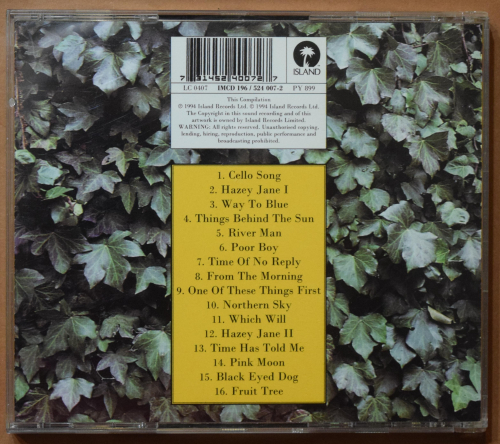 7 31452 40072 7
ISLAND
LC 0407 IMCD 196 / 524 007-2 PY 899
This Compilation
℗ 1994 Island Records Ltd. © 1994 Island Records Ltd.
The Copyright in this sound recording and of this
artwork is owned by Island Records Limited.
WARNING: All rights reserved. Unauthorised copying,
lending, hiring, reproduction, public performance and
broadcasting prohibited.
1. Cello Song
2. Hazey Jane I
3. Way To Blue
4. Things Behind The Sun
5. River Man
6. Poor Boy
7. Time Of No Reply
8. From The Morning
9. One Of These Things First
10. Northern Sky
11. Which Will
12. Hazey Jane II
13. Time Has Told Me
14. Pink Moon
15. Black Eyed Dog
16. Fruit Tree